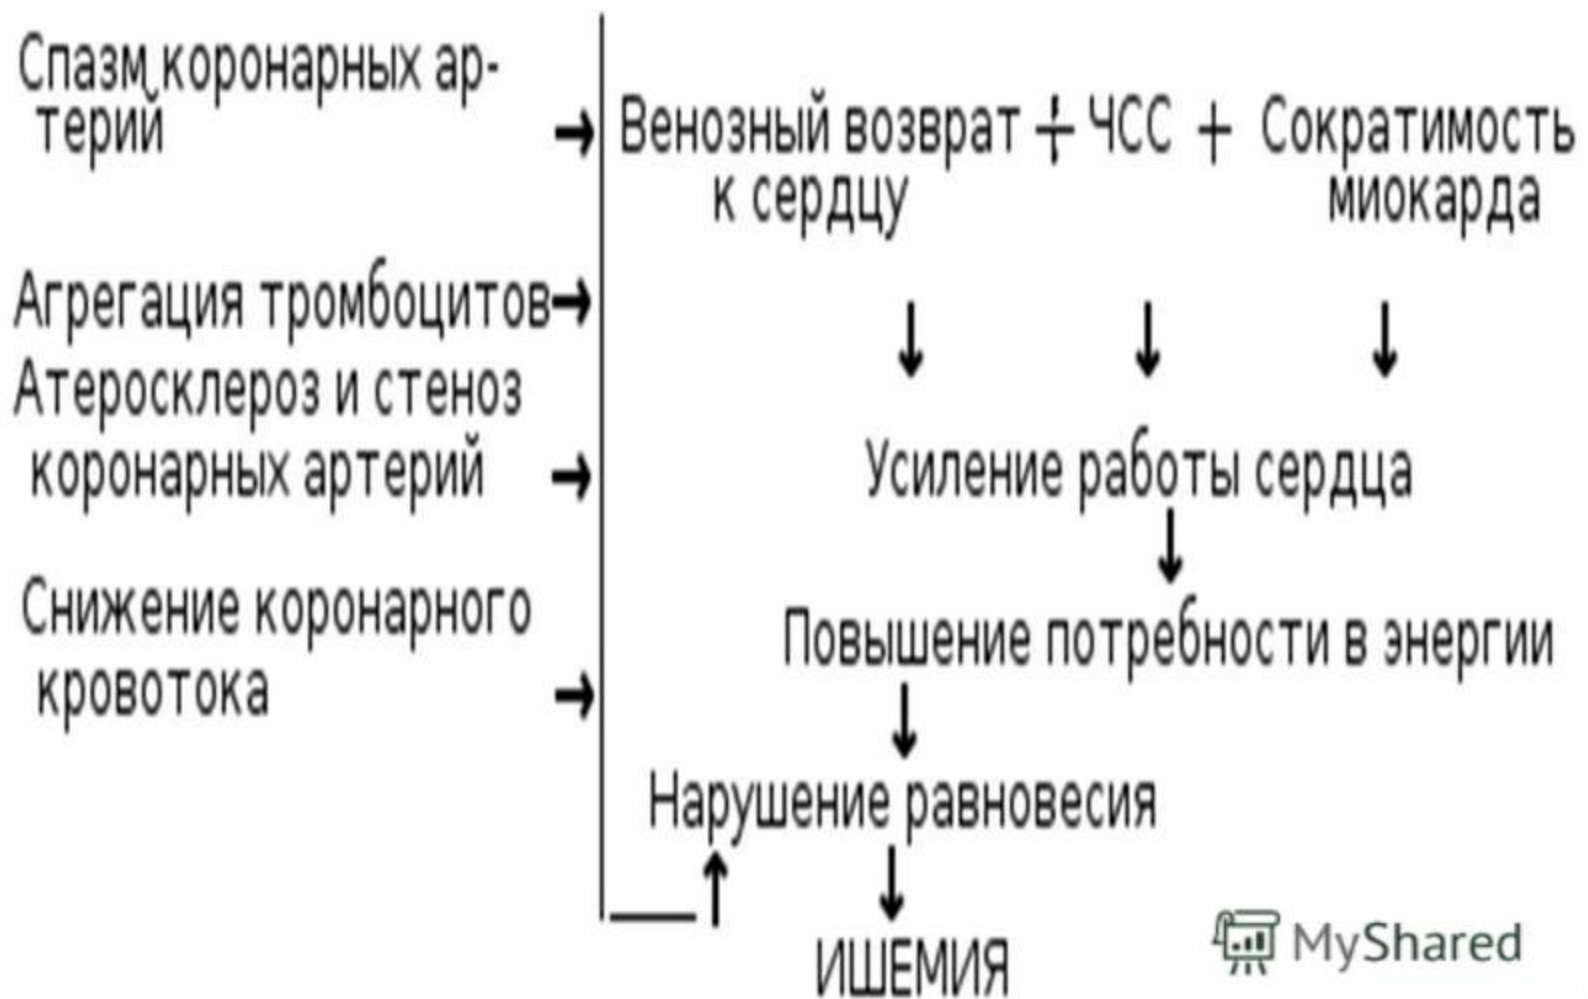 Спазм коронарных ар-
терий
Венозный возврат + ЧСС + Сократимость
к сердцу
миокарда
Агрегация тромбоцитов
Атеросклероз и стеноз
коронарных артерий
Усиление работы сердца
Снижение коронарного
кровотока
Повышение потребности в энергии
Нарушение равновесия
ИШЕМИЯ
MyShared